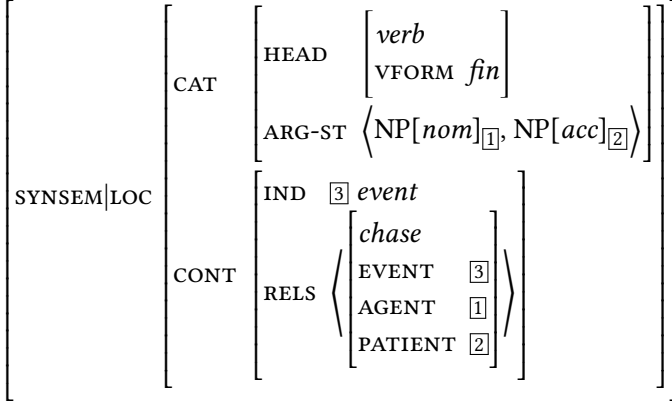 verb
HEAD
VFORM fin
CAT
ARG-ST ⟨NP[nom]1, NP[acc]2⟩
SYNSEM|LOC
IND 3 event
chase
CONT
EVENT 3
RELS
AGENT 1
PATIENT 2